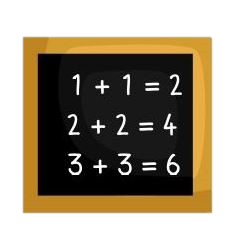 1 + 1 = 2
2 + 2 = 4
3 + 3 = 6